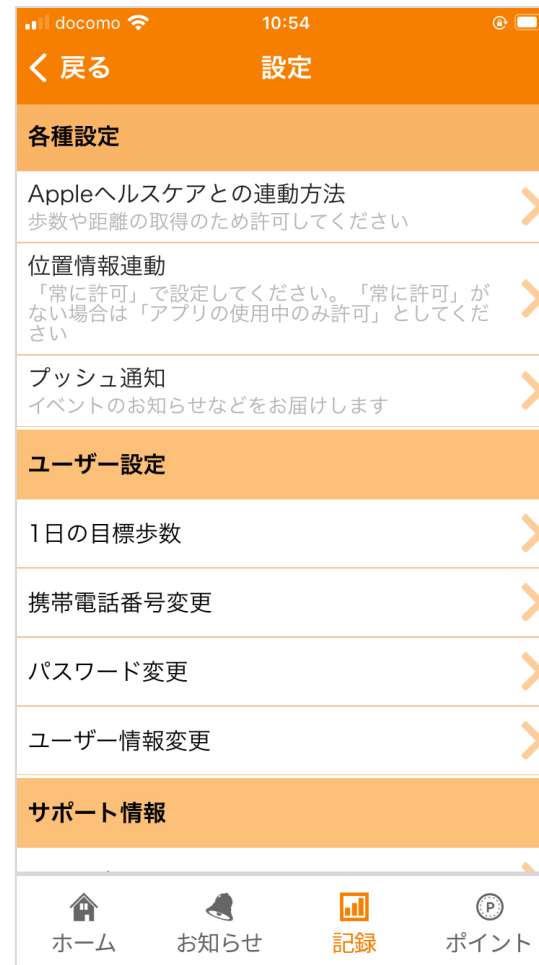 docomo 10:54
戻る 設定
各種設定
Appleヘルスケアとの連動方法
歩数や距離の取得のため許可してください
位置情報連動
「常に許可」で設定してください。「常に許可」が
ない場合は「アプリの使用中のみ許可」としてくだ
さい
プッシュ通知
イベントのお知らせなどをお届けします
ユーザー設定
1日の目標歩数
携帯電話番号変更
パスワード変更
ユーザー情報変更
サポート情報
ホーム お知らせ 記録 ポイント